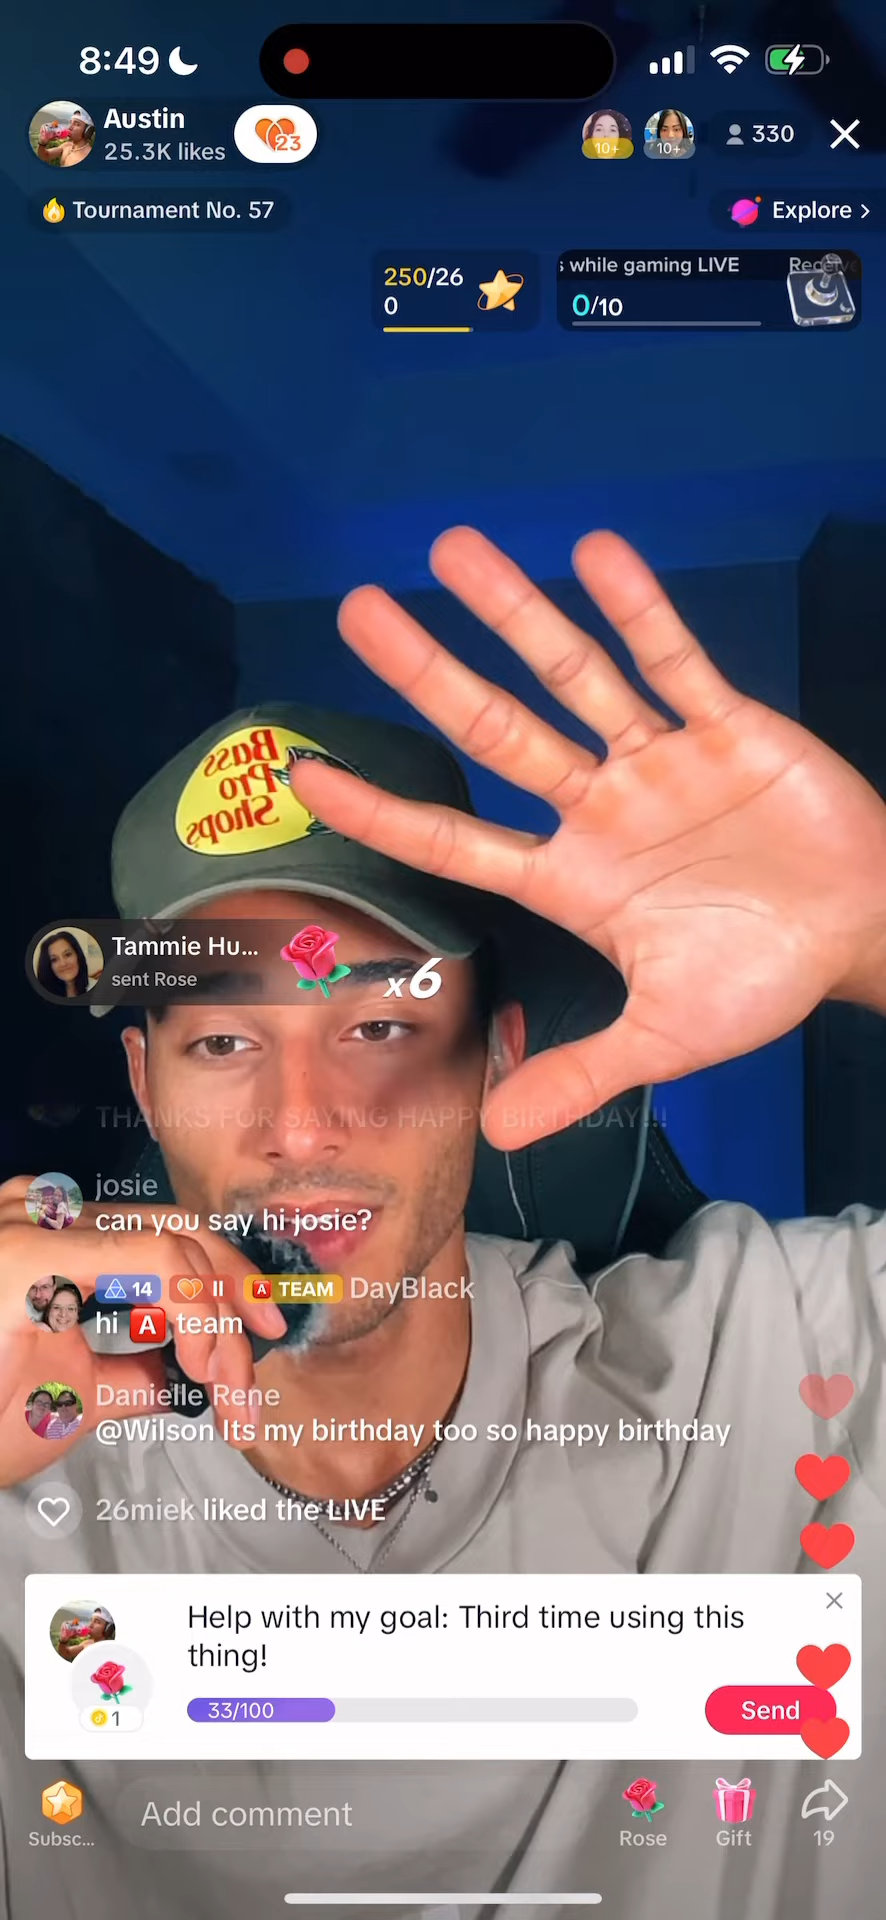 8:49
Austin
25.3K likes
23
10+
10+
330
Tournament No. 57
Explore >
250/26
0
s while gaming LIVE
Receive
0/10
Bass
Pro
Shops
Tammie Hu...
sent Rose
x6
THANKS FOR SAYING HAPPY BIRTHDAY!!!
josie
can you say hi josie?
14 II A TEAM DayBlack
hi A team
Danielle Rene
@Wilson Its my birthday too so happy birthday
26miek liked the LIVE
Help with my goal: Third time using this
thing!
1
33/100
Send
Subsc...
Add comment
Rose
Gift
19